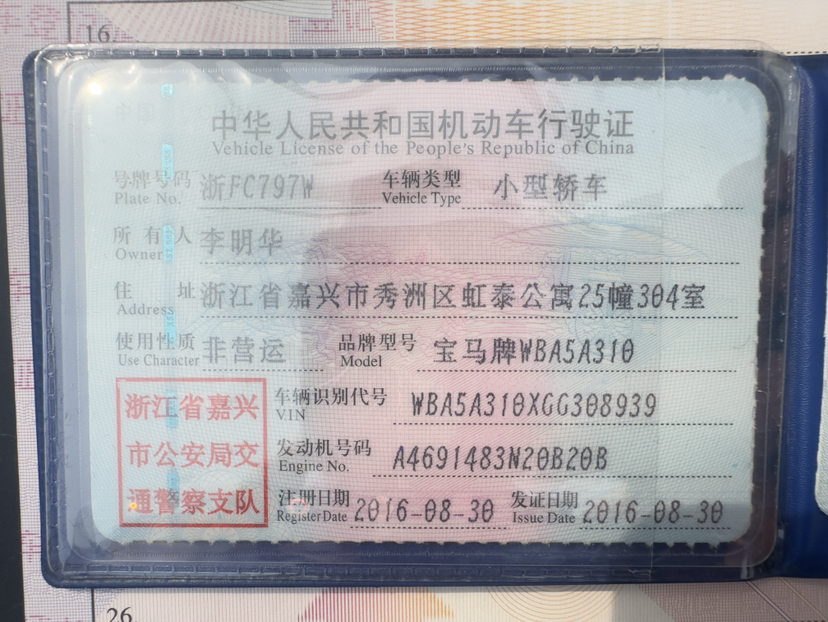 16
中华人民共和国机动车行驶证
Vehicle License of the People's Republic of China
号牌号码 浙FC797W 车辆类型 小型轿车
Plate No. Vehicle Type
所有人 李明华
Owner
住址 浙江省嘉兴市秀洲区虹泰公寓25幢304室
Address
使用性质 非营运 品牌型号 宝马牌WBA5A310
Use Character Model
浙江省嘉兴 车辆识别代号 WBA5A310XGG308939
VIN
市公安局交 发动机号码 A4691483N20B20B
Engine No.
通警察支队 注册日期 2016-08-30 发证日期 2016-08-30
Register Date Issue Date
26